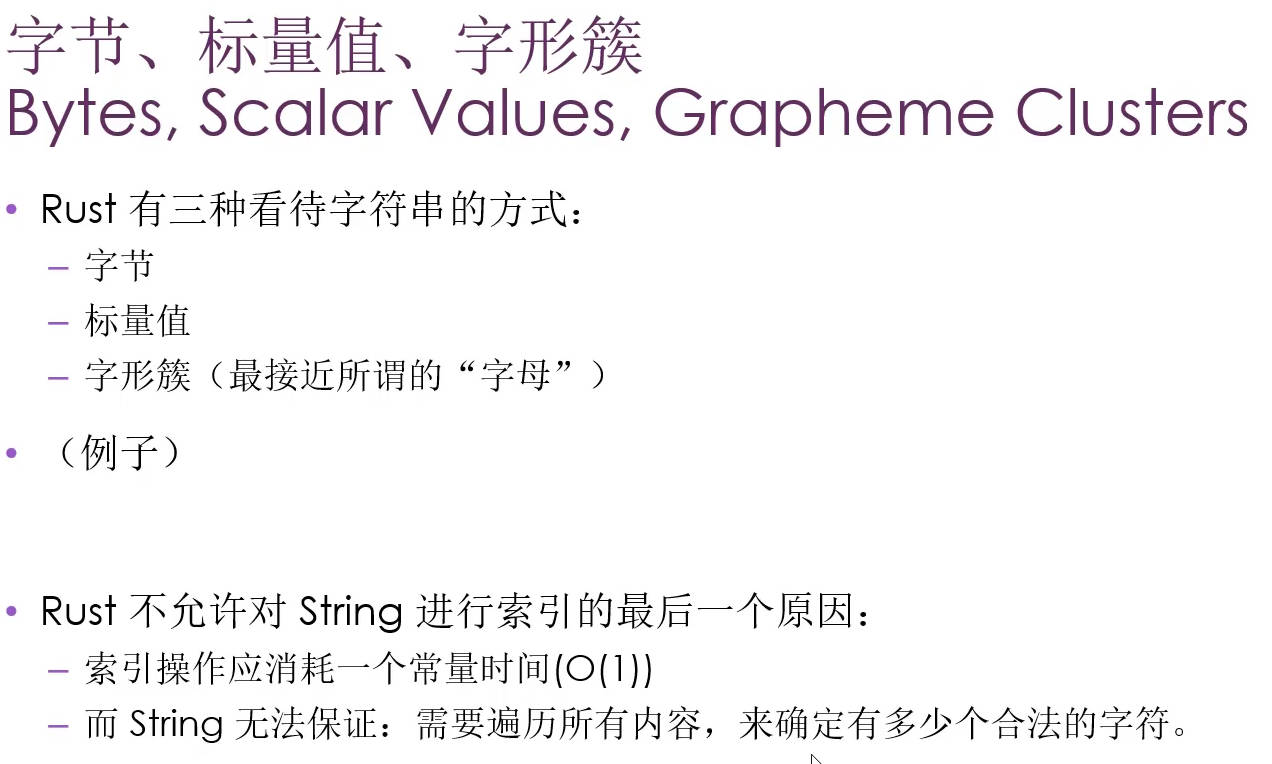 字节、标量值、字形簇
Bytes, Scalar Values, Grapheme Clusters
• Rust 有三种看待字符串的方式：
– 字节
– 标量值
– 字形簇（最接近所谓的“字母”）
• （例子）
• Rust 不允许对 String 进行索引的最后一个原因：
– 索引操作应消耗一个常量时间(O(1))
– 而 String 无法保证：需要遍历所有内容，来确定有多少个合法的字符。